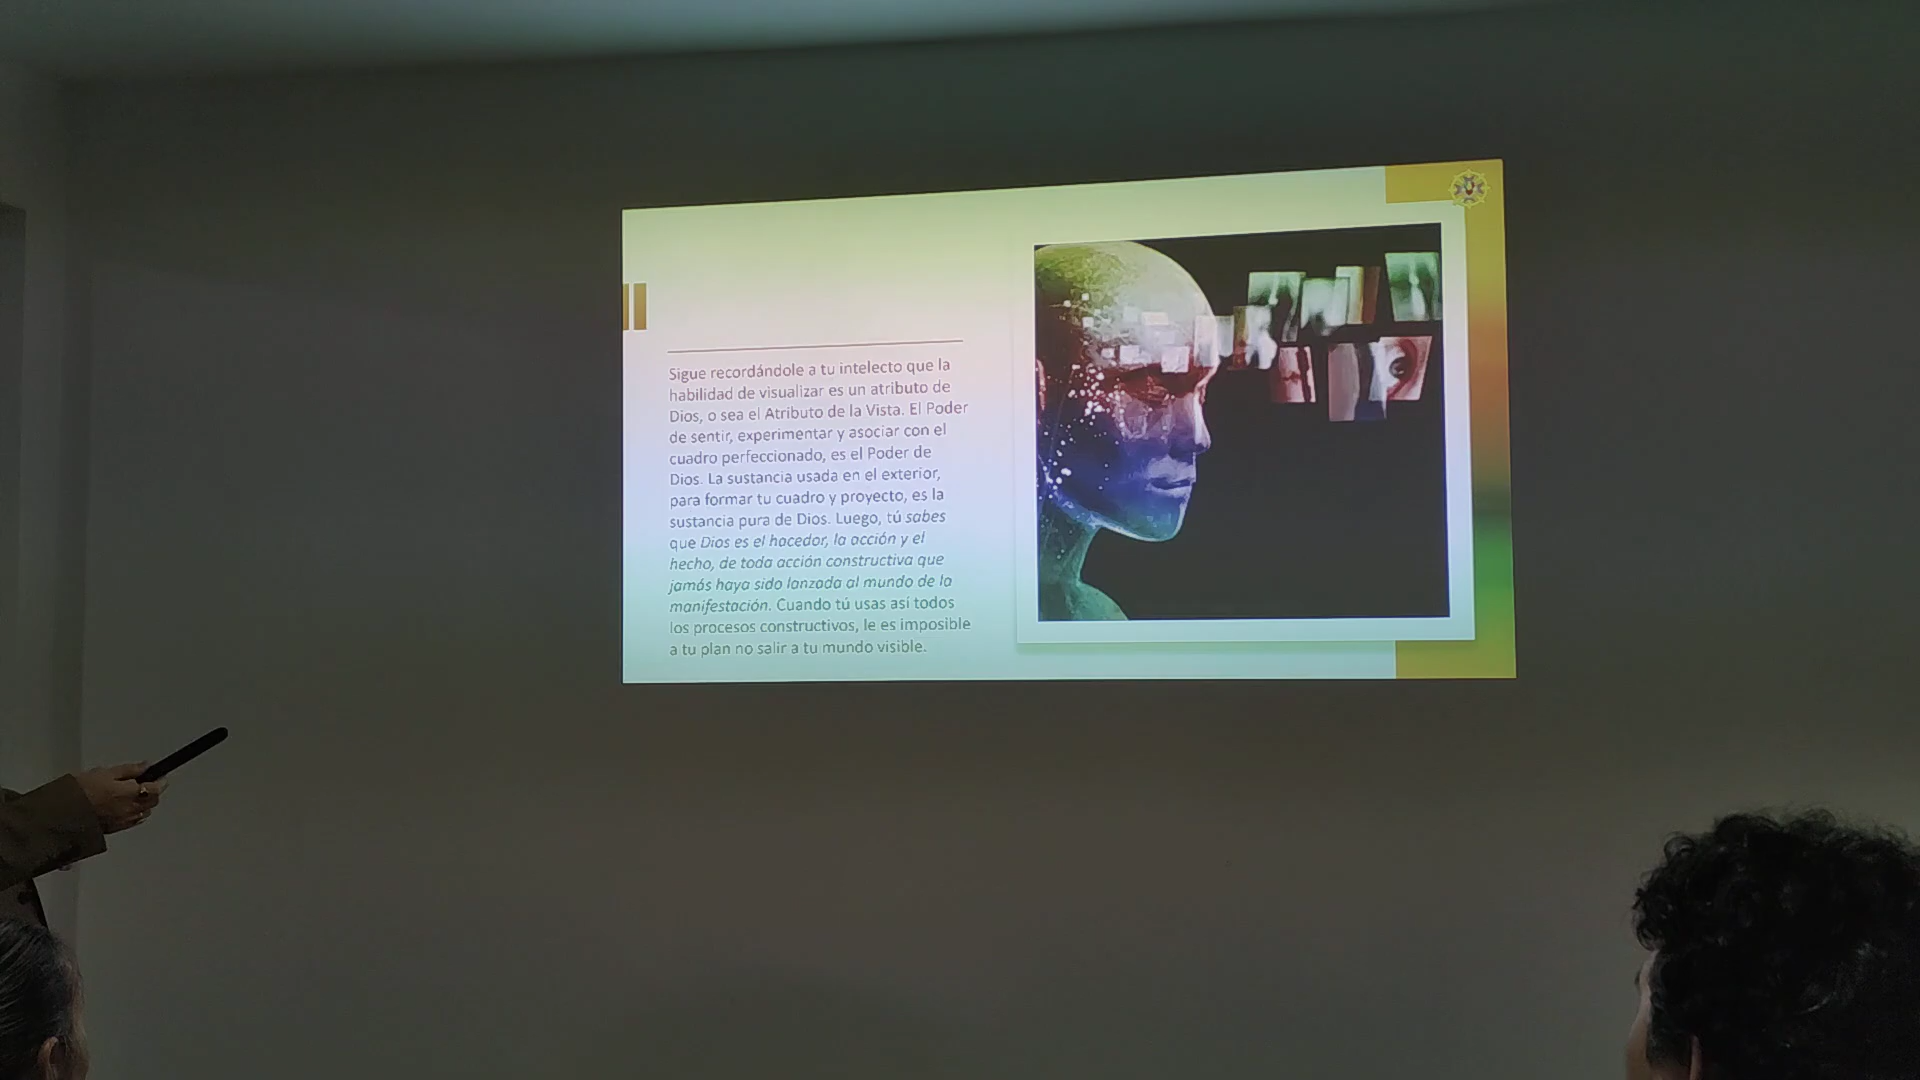 Sigue recordándole a tu intelecto que la
habilidad de visualizar es un atributo de
Dios, o sea el Atributo de la Vista. El Poder
de sentir, experimentar y asociar con el
cuadro perfeccionado, es el Poder de
Dios. La sustancia usada en el exterior,
para formar tu cuadro y proyecto, es la
sustancia pura de Dios. Luego, tú sabes
que Dios es el hacedor, la acción y el
hecho, de toda acción constructiva que
jamás haya sido lanzada al mundo de la
manifestación. Cuando tú usas así todos
los procesos constructivos, le es imposible
a tu plan no salir a tu mundo visible.